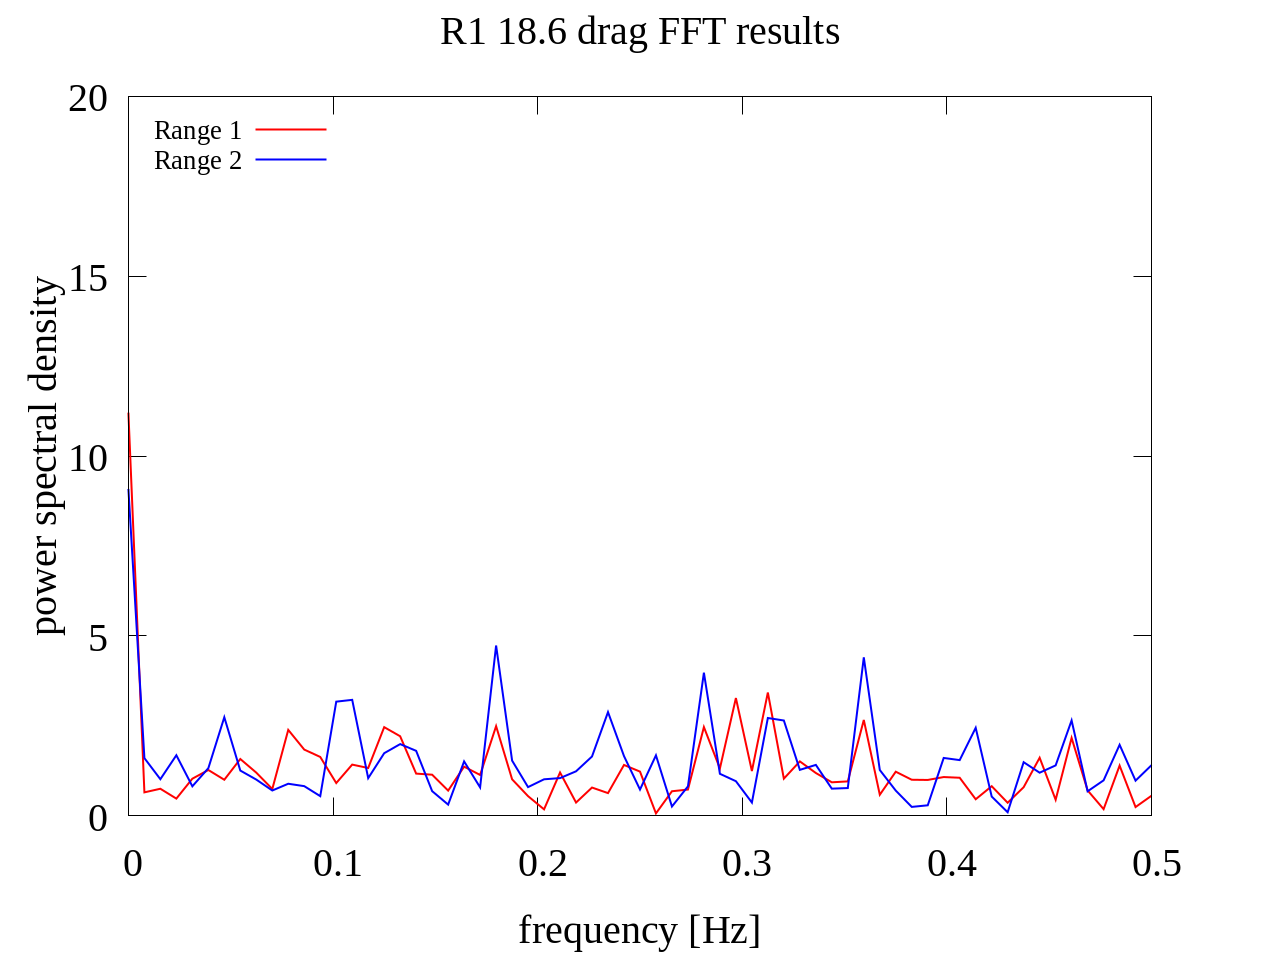 R1 18.6 drag FFT results
20
15
10
5
0
Range 1
Range 2
power spectral density
0 0.1 0.2 0.3 0.4 0.5
frequency [Hz]